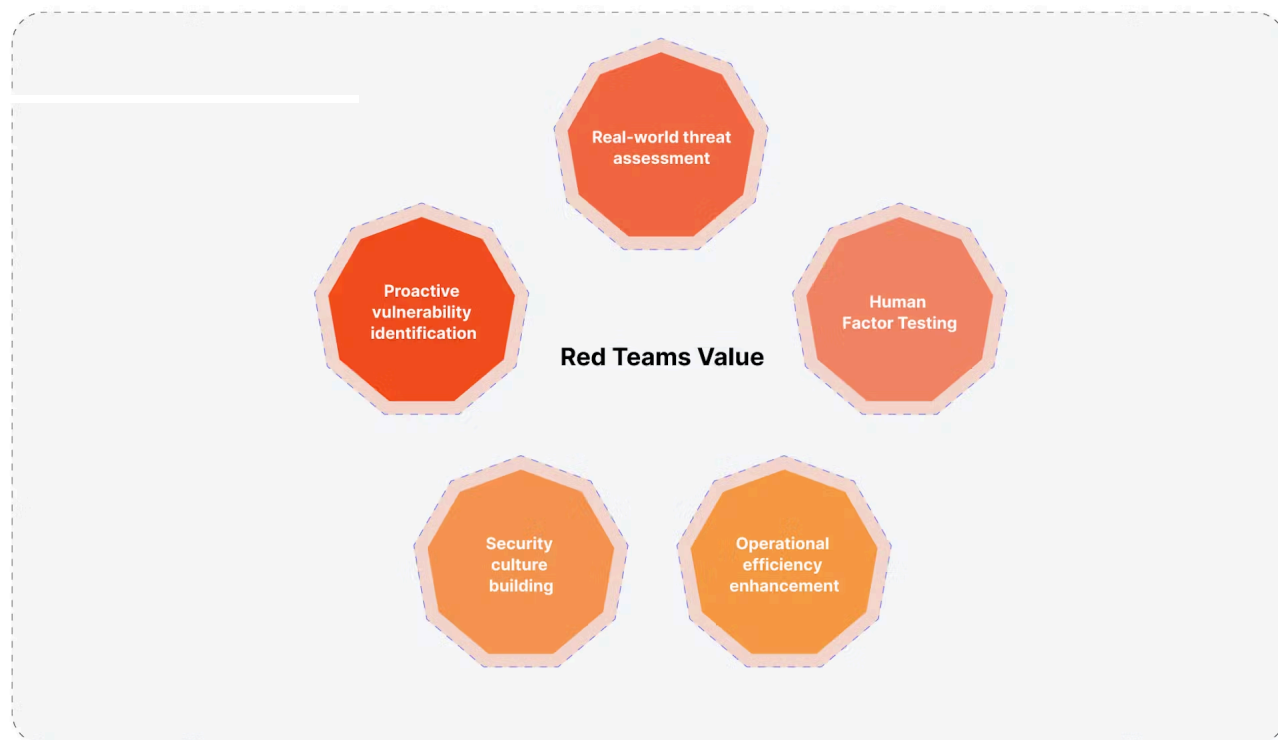 Real-world threat
assessment
Proactive
vulnerability
identification
Human
Factor Testing
Red Teams Value
Security
culture
building
Operational
efficiency
enhancement